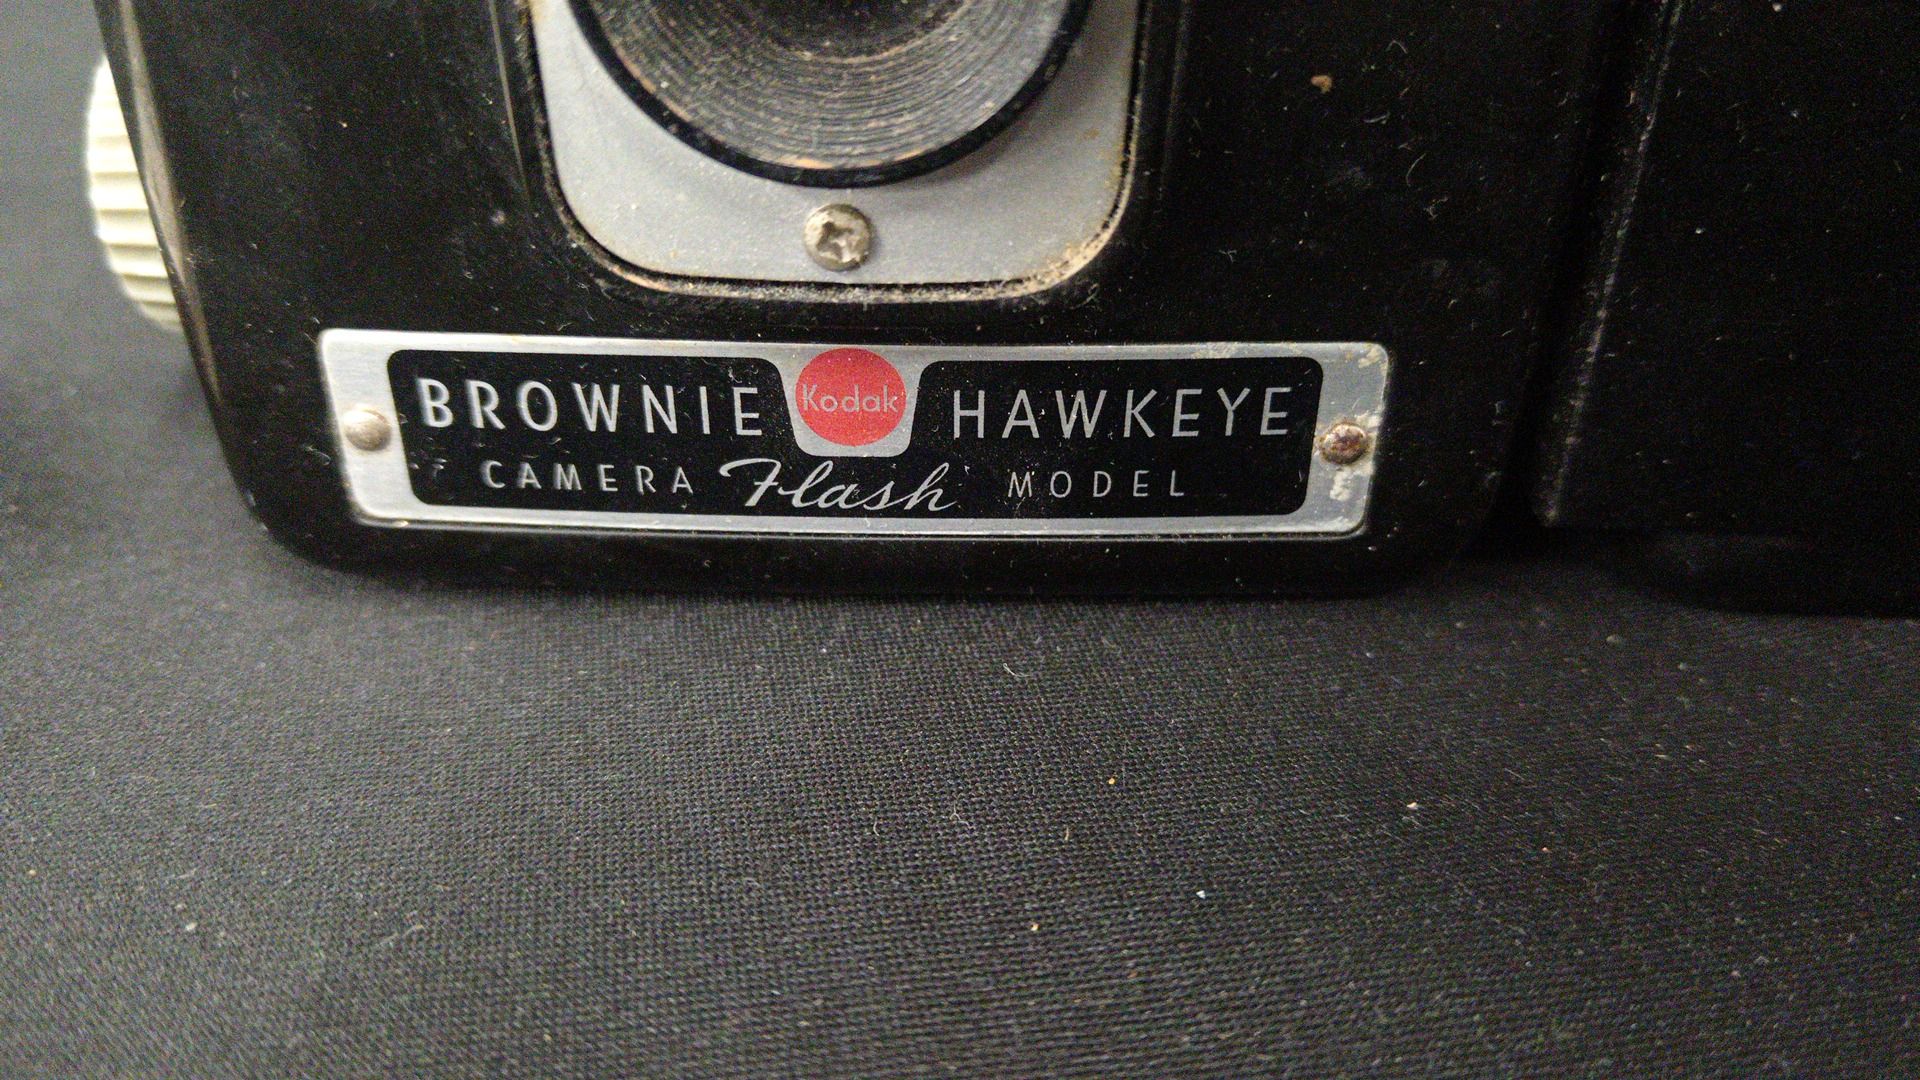 BROWNIE Kodak HAWKEYE
CAMERA Flash MODEL